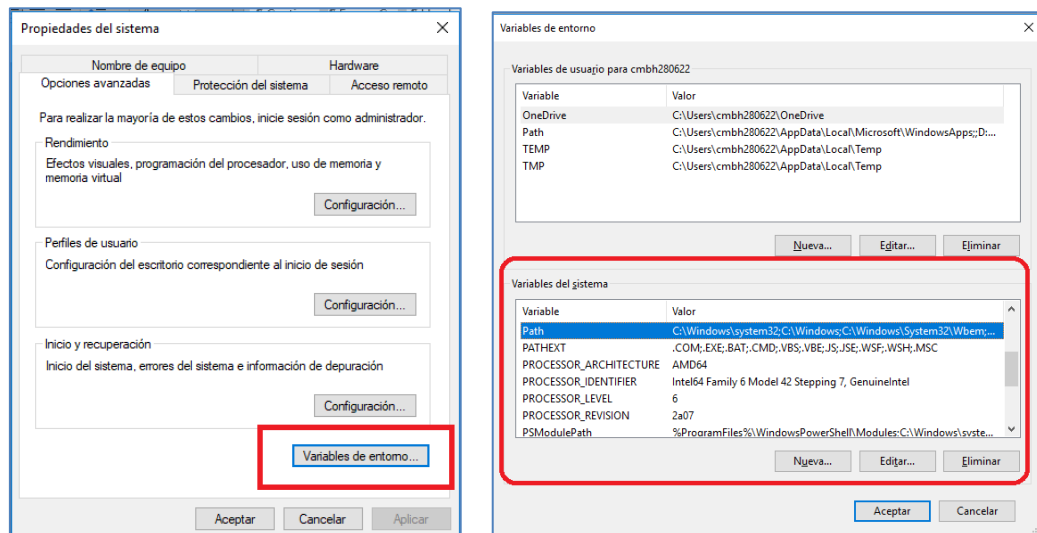 Propiedades del sistema
Nombre de equipo Hardware
Opciones avanzadas Protección del sistema Acceso remoto
Para realizar la mayoría de estos cambios, inicie sesión como administrador.
Rendimiento
Efectos visuales, programación del procesador, uso de memoria y
memoria virtual
Configuración...
Perfiles de usuario
Configuración del escritorio correspondiente al inicio de sesión
Configuración...
Inicio y recuperación
Inicio del sistema, errores del sistema e información de depuración
Configuración...
Variables de entorno...
Aceptar Cancelar Aplicar
Variables de entorno
Variables de usuario para cmbh280622
Variable Valor
OneDrive C:\Users\cmbh280622\OneDrive
Path C:\Users\cmbh280622\AppData\Local\Microsoft\WindowsApps;;D:...
TEMP C:\Users\cmbh280622\AppData\Local\Temp
TMP C:\Users\cmbh280622\AppData\Local\Temp
Nueva... Editar... Eliminar
Variables del sistema
Variable Valor
Path C:\Windows\system32;C:\Windows;C:\Windows\System32\Wbem;...
PATHEXT .COM;.EXE;.BAT;.CMD;.VBS;.VBE;.JS;.JSE;.WSF;.WSH;.MSC
PROCESSOR_ARCHITECTURE AMD64
PROCESSOR_IDENTIFIER Intel64 Family 6 Model 42 Stepping 7, GenuineIntel
PROCESSOR_LEVEL 6
PROCESSOR_REVISION 2a07
PSModulePath %ProgramFiles%\WindowsPowerShell\Modules;C:\Windows\syste...
Nueva... Editar... Eliminar
Aceptar Cancelar